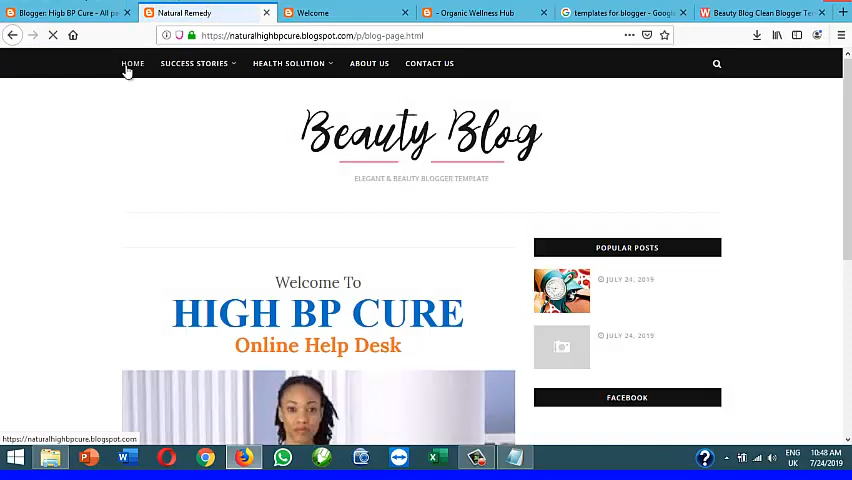 Blogger: Higb BP Cure - All pa
Natural Remedy
Welcome
- Organic Wellness Hub
templates for blogger - Google
Beauty Blog Clean Blogger Te
https://naturalhighbpcure.blogspot.com/p/blog-page.html
HOME
SUCCESS STORIES
HEALTH SOLUTION
ABOUT US
CONTACT US
Beauty Blog
ELEGANT & BEAUTY BLOGGER TEMPLATE
POPULAR POSTS
Welcome To
HIGH BP CURE
Online Help Desk
JULY 24, 2019
JULY 24, 2019
FACEBOOK
https://naturalhighbpcure.blogspot.com
ENG
UK
10:48 AM
7/24/2019